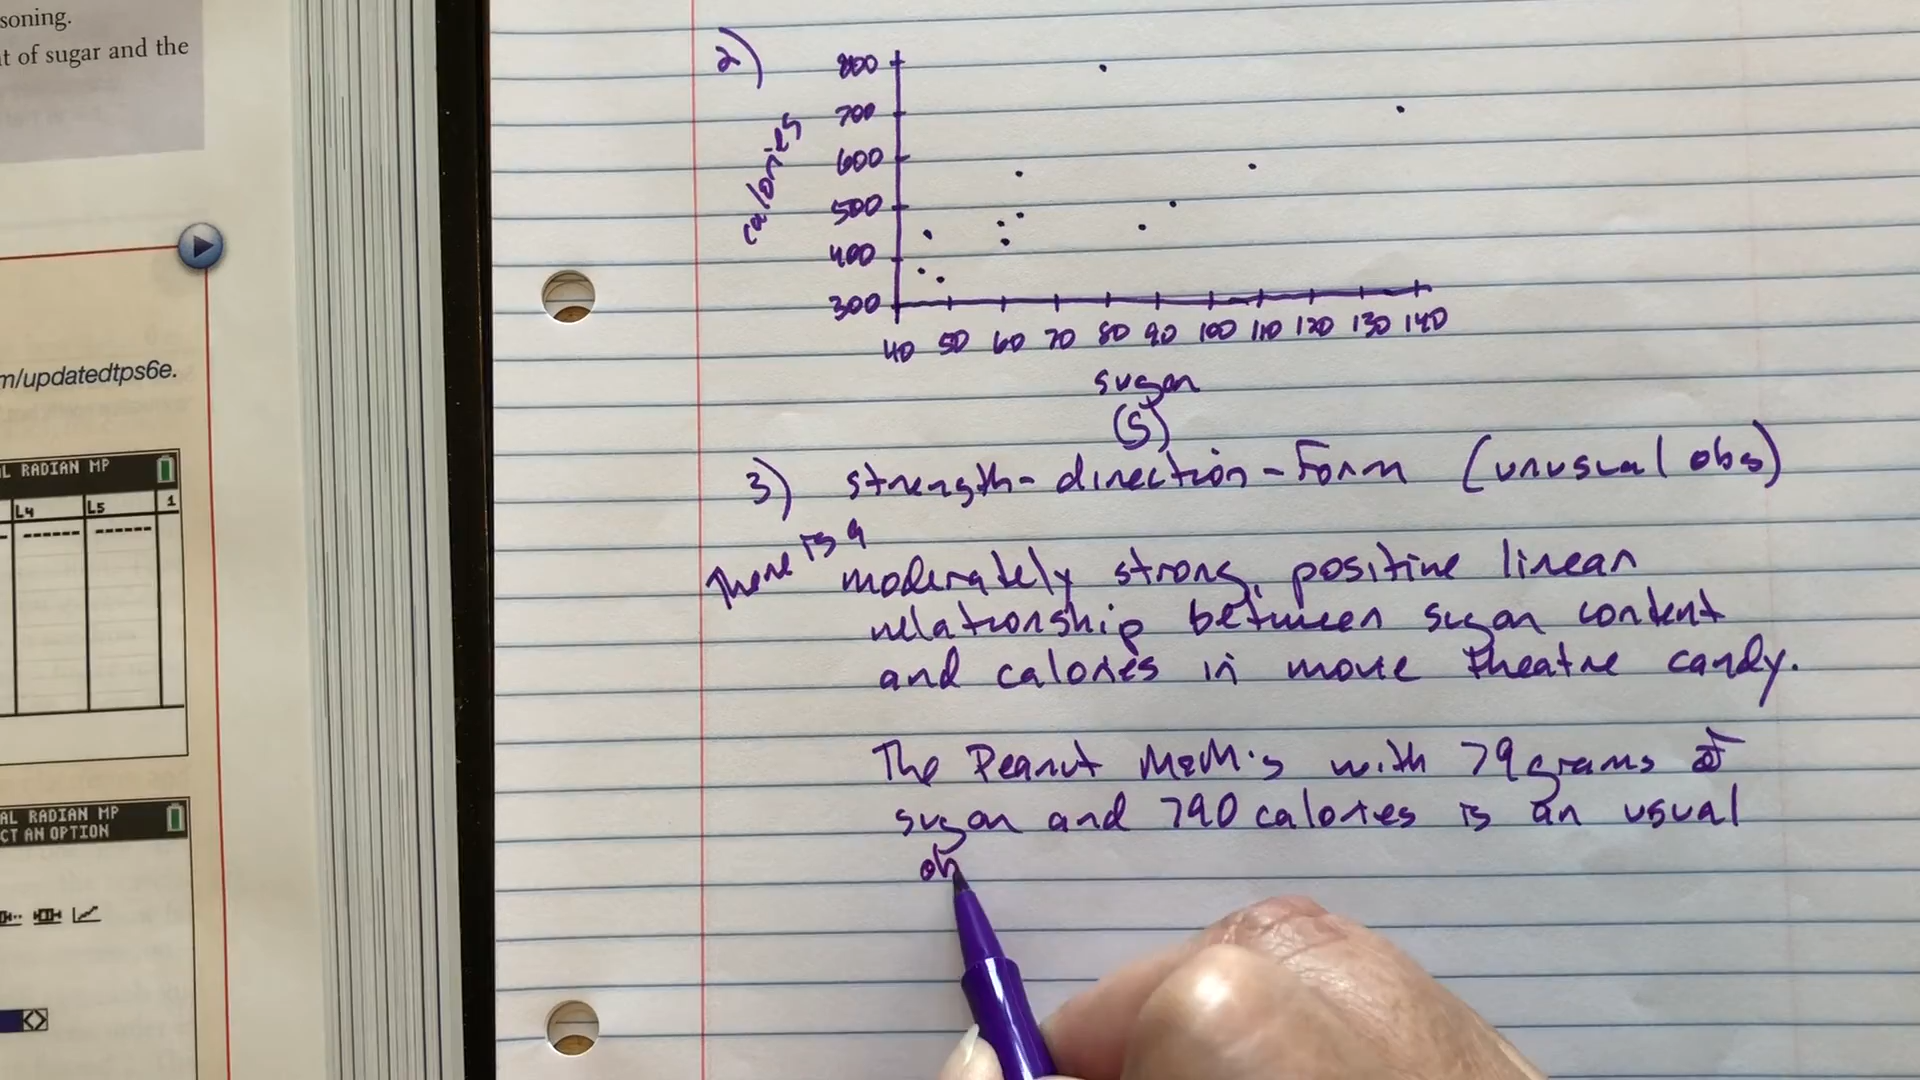 soning.
t of sugar and the
m/updatedtps6e.
L RADIAN MP
L4 L5 1
------ ------
AL RADIAN MP
CT AN OPTION
2)
calories
800
700
600
500
400
300
40 50 60 70 80 90 100 110 120 130 140
sugar
(S)
3) strength-direction-Form (unusual obs)
There is a
moderately strong, positive linear
relationship between sugar content
and calories in movie theatre candy.
The Peanut M&M's with 79 grams of
sugar and 790 calories is an usual
ob